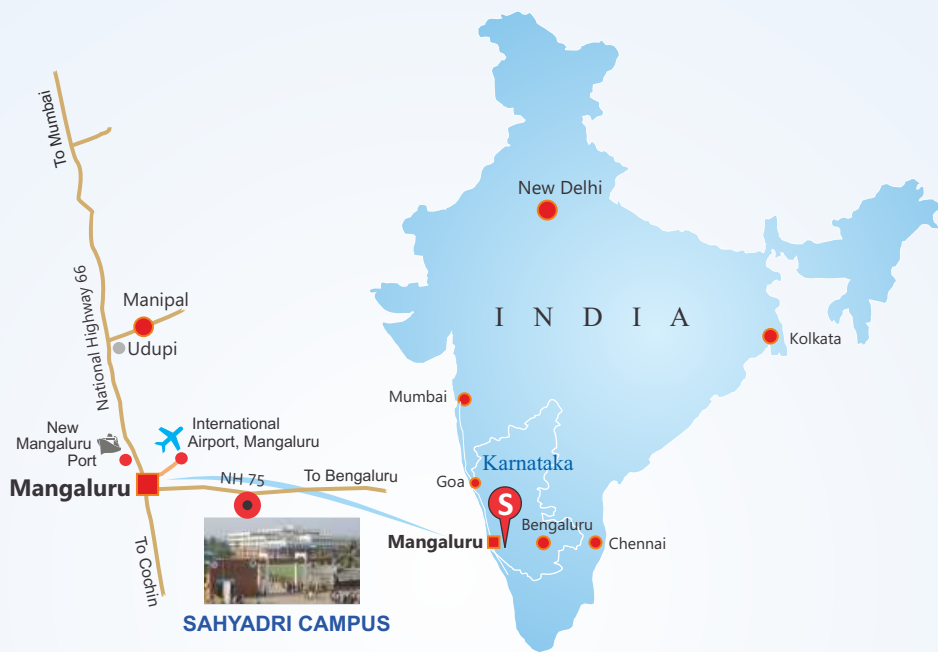 To Mumbai
National Highway 66
Manipal
Udupi
New
Mangaluru
Port
International
Airport, Mangaluru
Mangaluru
NH 75
To Bengaluru
To Cochin
SAHYADRI CAMPUS
New Delhi
I N D I A
Kolkata
Mumbai
Karnataka
Goa
S
Bengaluru
Mangaluru
Chennai